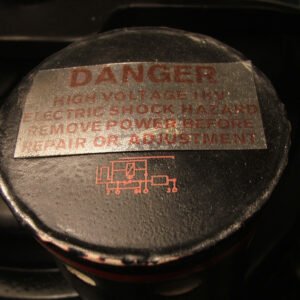 DANGER
HIGH VOLTAGE 1KV
ELECTRIC SHOCK HAZARD
REMOVE POWER BEFORE
REPAIR OR ADJUSTMENT